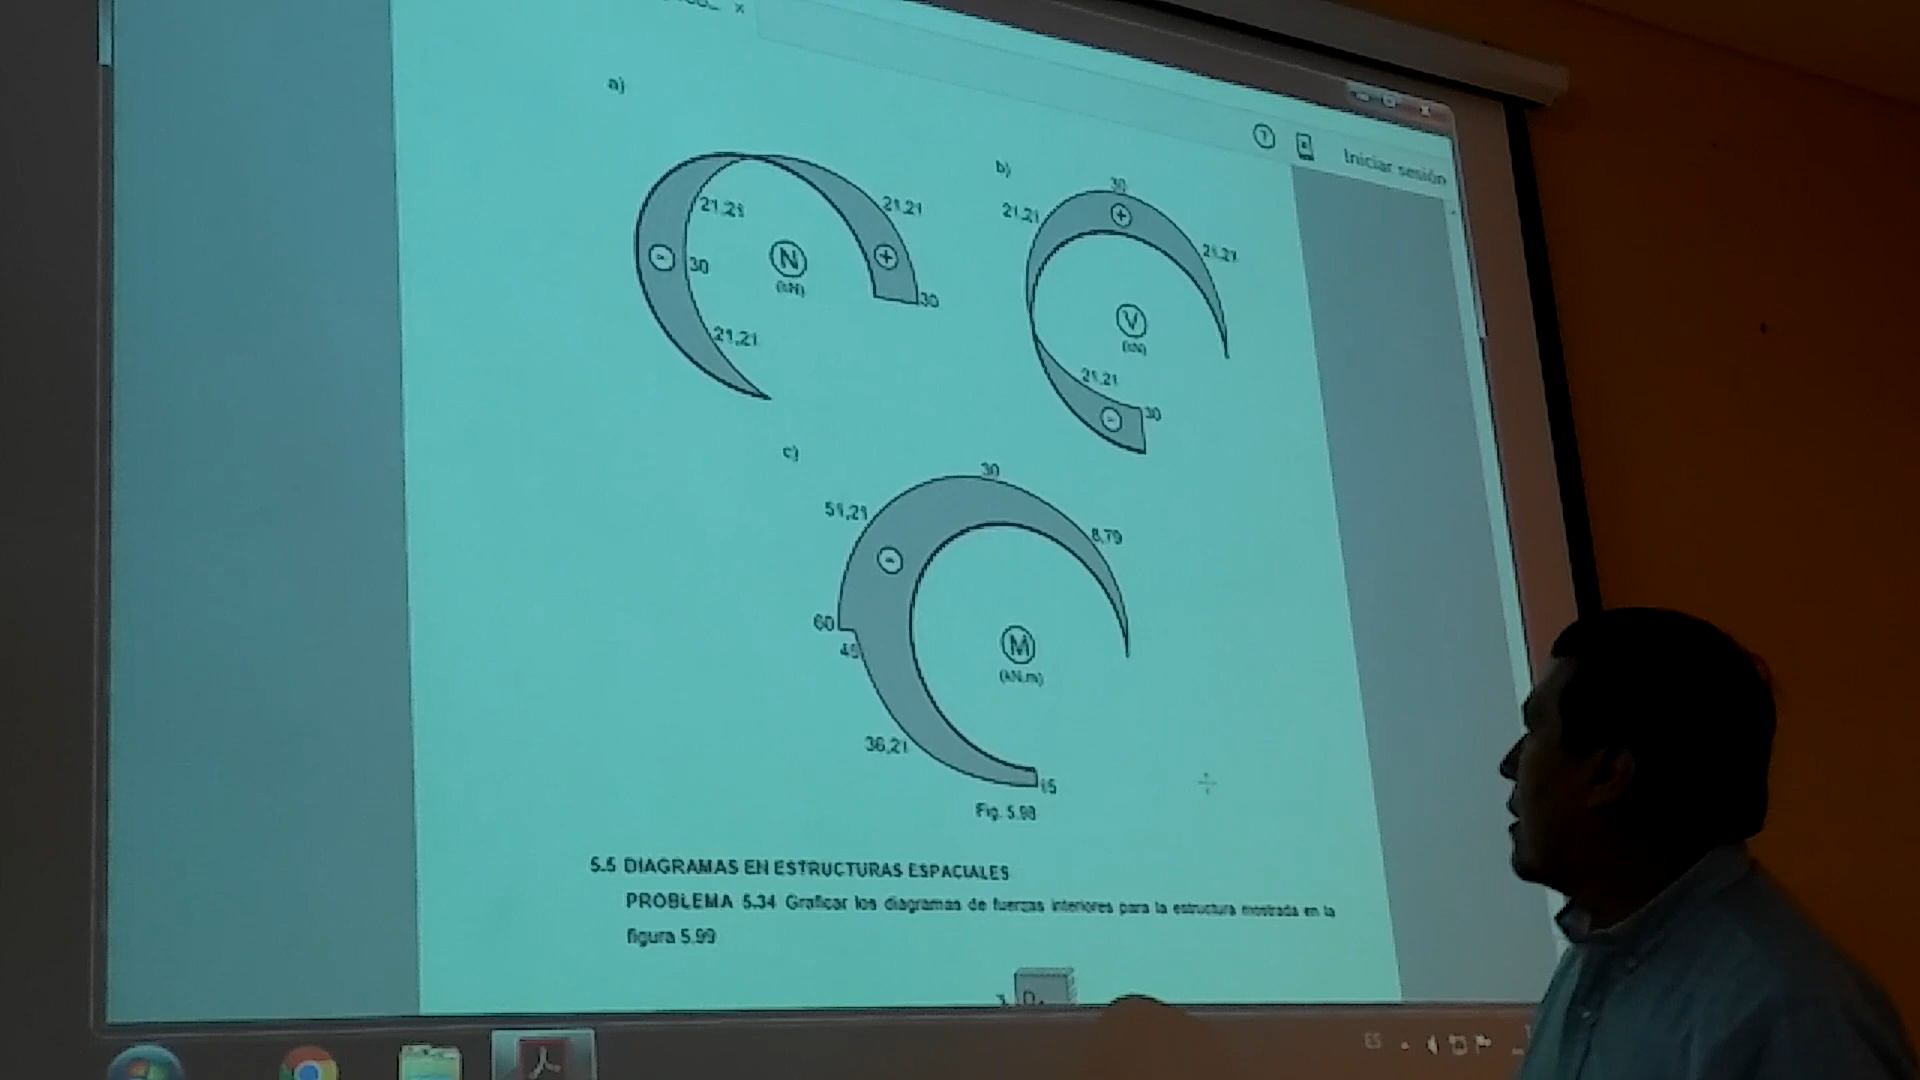 Iniciar sesión
a)
21,21
30
21,21
21,21
30
N
(kN)
b)
30
21,21
21,21
V
(kN)
21,21
30
c)
30
51,21
8,79
60
45
M
(kN.m)
36,21
15
Fig. 5.98
5.5 DIAGRAMAS EN ESTRUCTURAS ESPACIALES
PROBLEMA 5.34 Graficar los diagramas de fuerzas interiores para la estructura mostrada en la
figura 5.99
ES